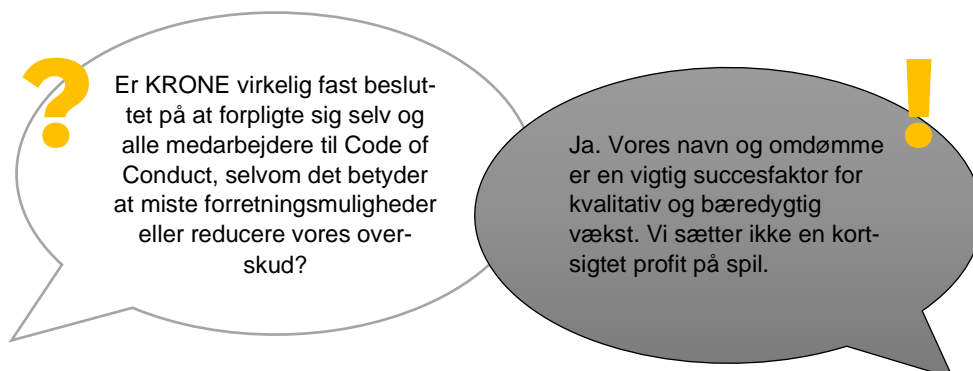 ?
Er KRONE virkelig fast beslut-
tet på at forpligte sig selv og
alle medarbejdere til Code of
Conduct, selvom det betyder
at miste forretningsmuligheder
eller reducere vores over-
skud?
!
Ja. Vores navn og omdømme
er en vigtig succesfaktor for
kvalitativ og bæredygtig
vækst. Vi sætter ikke en kort-
sigtet profit på spil.